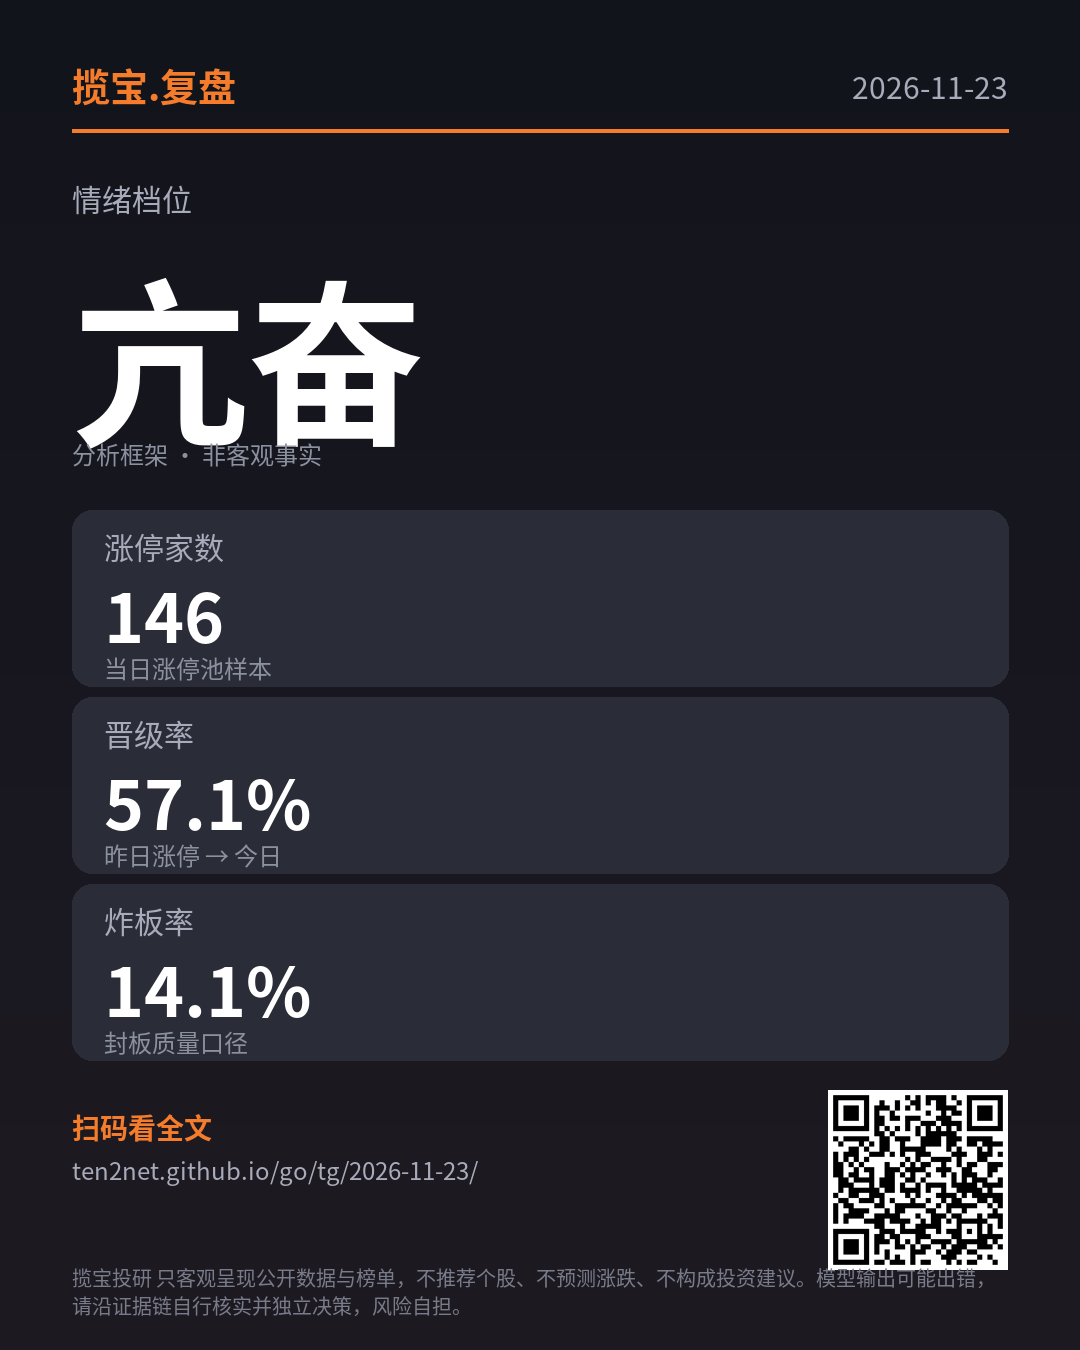 揽宝.复盘
2026-11-23
情绪档位
亢奋
分析框架 · 非客观事实
涨停家数
146
当日涨停池样本
晋级率
57.1%
昨日涨停 → 今日
炸板率
14.1%
封板质量口径
扫码看全文
ten2net.github.io/go/tg/2026-11-23/
揽宝投研 只客观呈现公开数据与榜单，不推荐个股、不预测涨跌、不构成投资建议。模型输出可能出错，
请沿证据链自行核实并独立决策，风险自担。